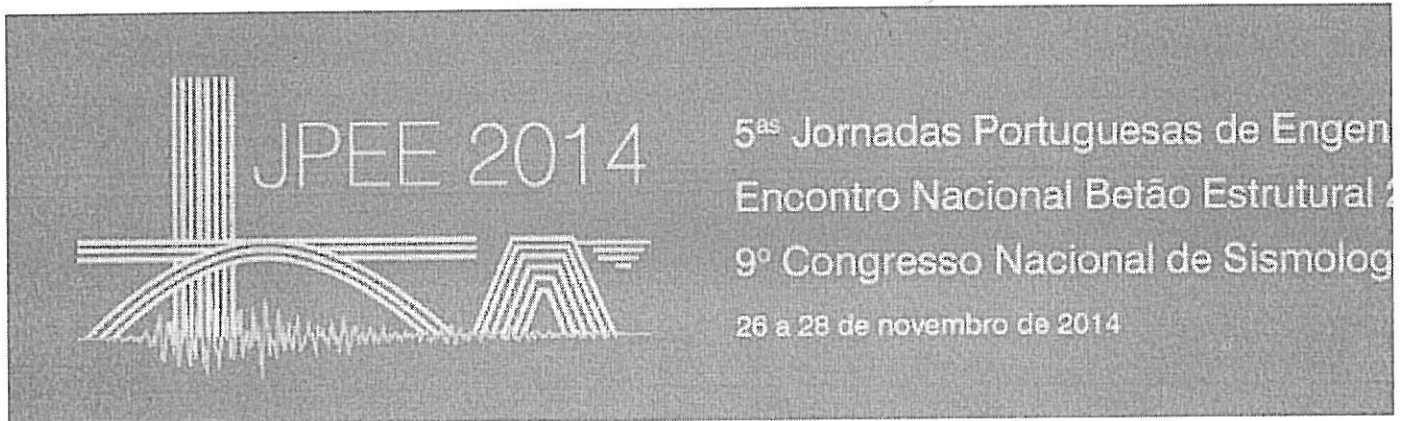 JPEE 2014
5as Jornadas Portuguesas de Engen
Encontro Nacional Betão Estrutural 2
9º Congresso Nacional de Sismolog
26 a 28 de novembro de 2014